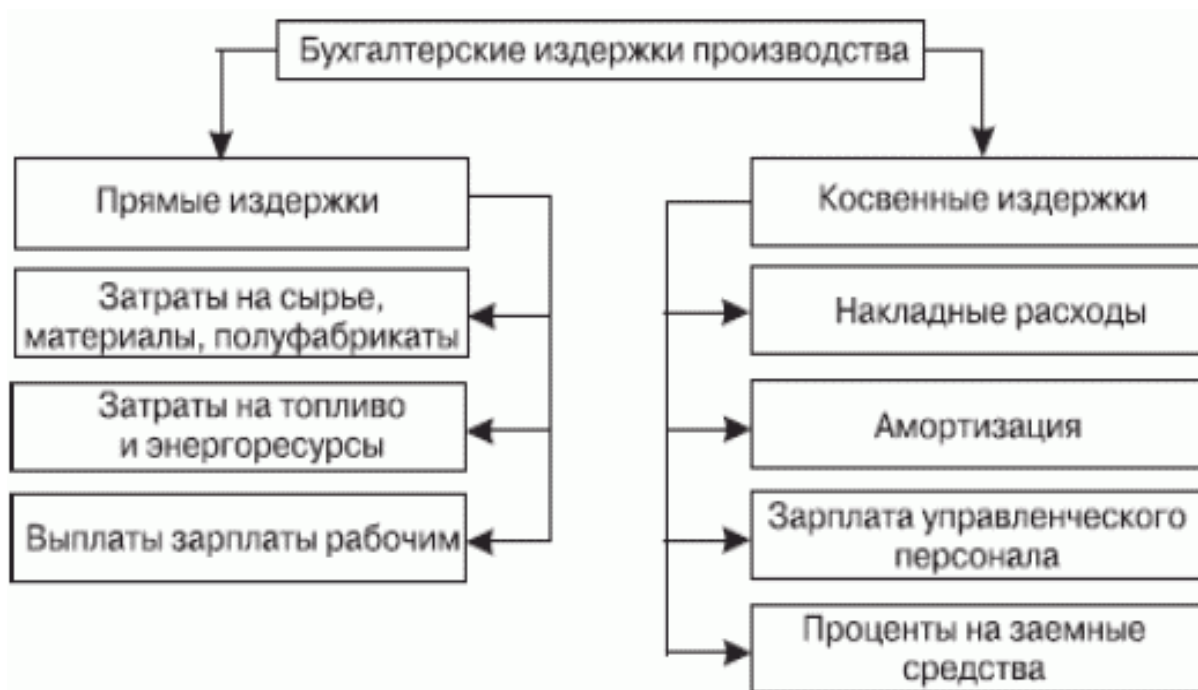 Бухгалтерские издержки производства
Прямые издержки
Затраты на сырье,
материалы, полуфабрикаты
Затраты на топливо
и энергоресурсы
Выплаты зарплаты рабочим
Косвенные издержки
Накладные расходы
Амортизация
Зарплата управленческого
персонала
Проценты на заемные
средства